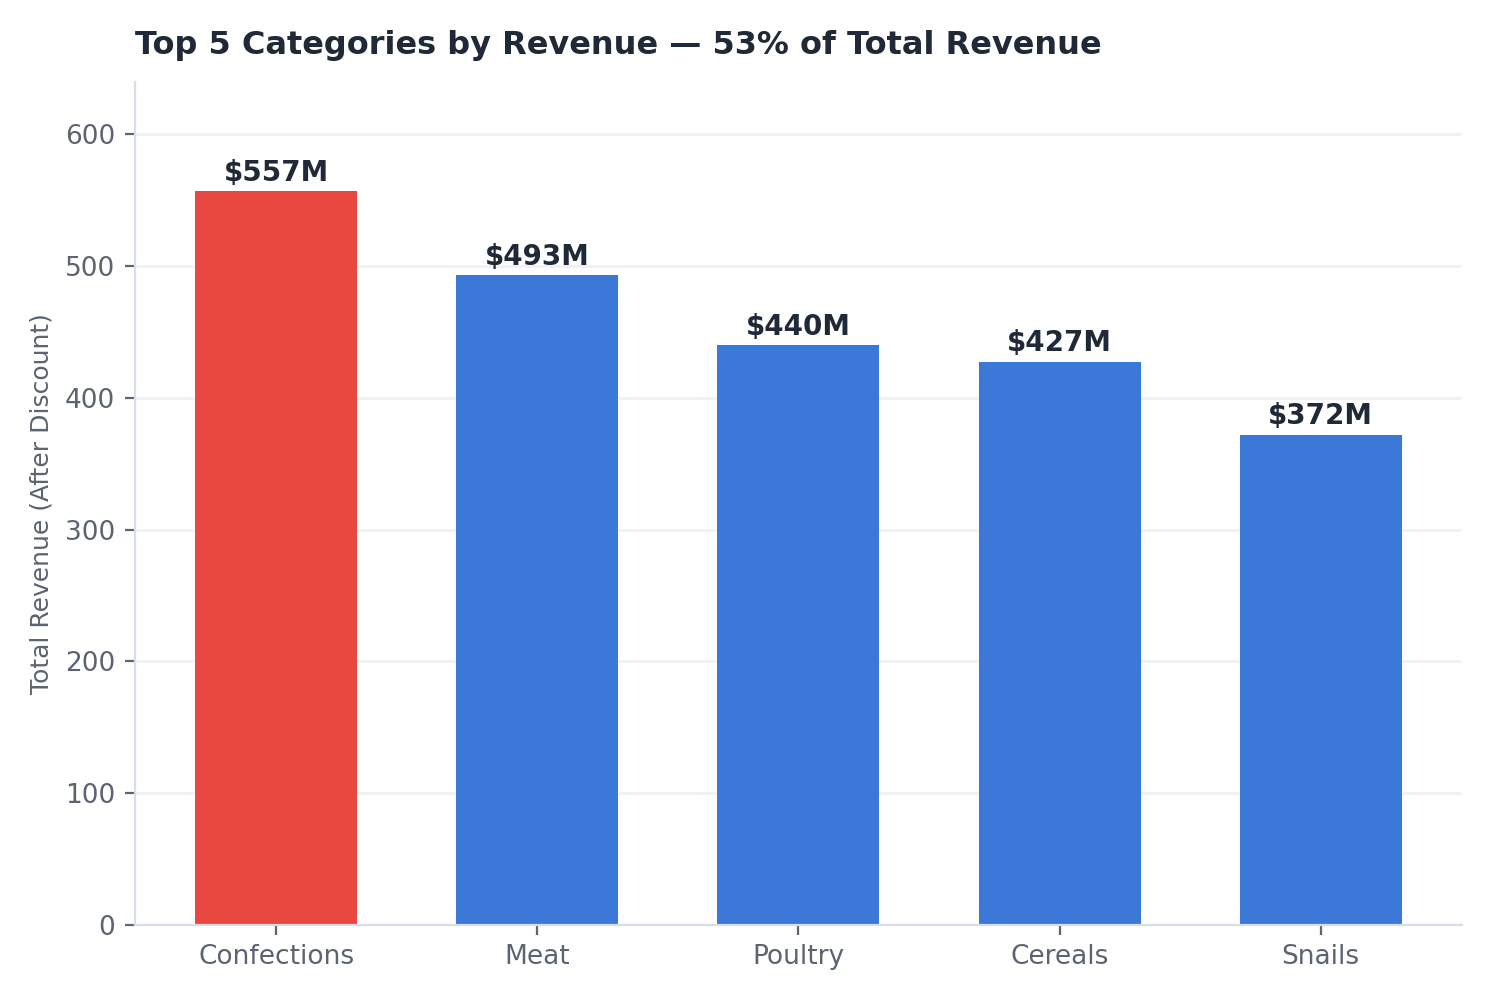 Top 5 Categories by Revenue — 53% of Total Revenue
Total Revenue (After Discount)
600
500
400
300
200
100
0
$557M
$493M
$440M
$427M
$372M
Confections
Meat
Poultry
Cereals
Snails